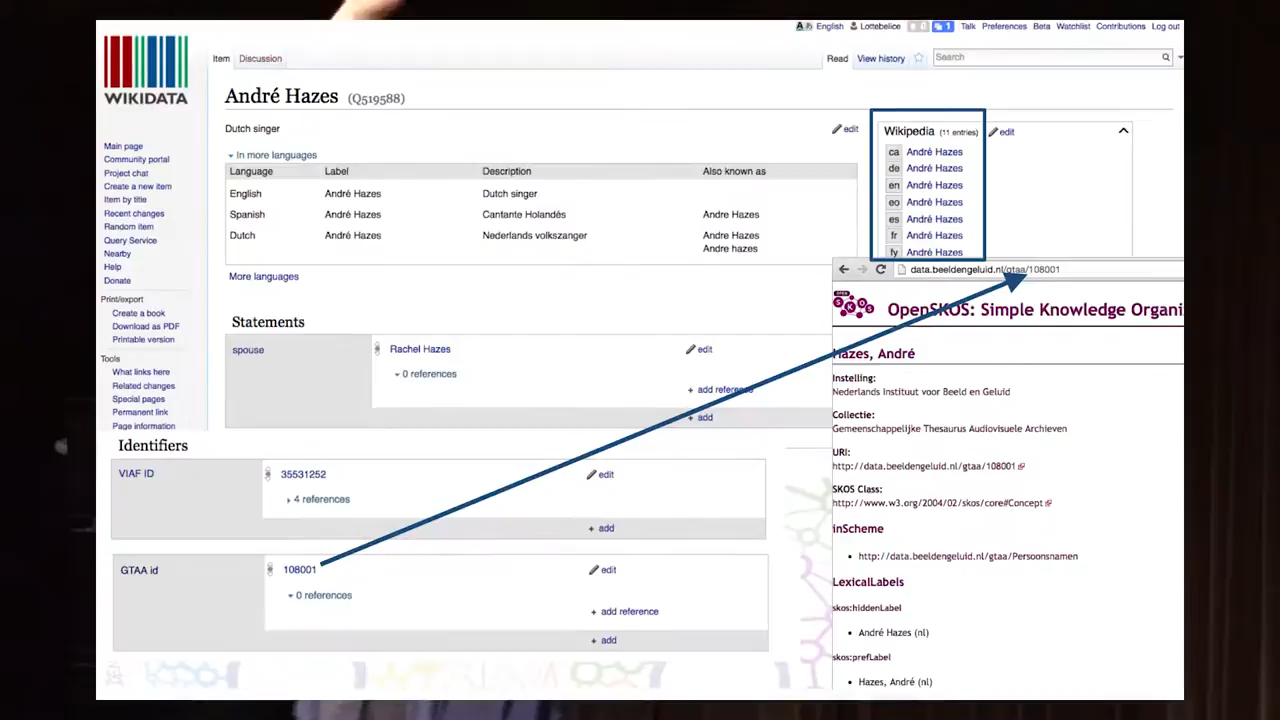 English Lottebelice 1 Talk Preferences Beta Watchlist Contributions Log out
WIKIDATA
Item Discussion
Read View history Search
André Hazes (Q519588)
Dutch singer
edit
In more languages
Language Label Description Also known as
English André Hazes Dutch singer
Spanish André Hazes Cantante Holandés Andre Hazes
Dutch André Hazes Nederlands volkszanger Andre Hazes
Andre hazes
More languages
Wikipedia (11 entries) edit
ca André Hazes
de André Hazes
en André Hazes
eo André Hazes
es André Hazes
fr André Hazes
fy André Hazes
Main page
Community portal
Project chat
Create a new item
Item by title
Recent changes
Random item
Query Service
Nearby
Help
Donate
Print/export
Create a book
Download as PDF
Printable version
Tools
What links here
Related changes
Special pages
Permanent link
Page information
Statements
spouse
Rachel Hazes
edit
0 references
+ add reference
+ add
Identifiers
VIAF ID
35531252
edit
4 references
+ add
GTAA id
108001
edit
0 references
+ add reference
+ add
data.beeldengeluid.nl/gtaa/108001
OPEN
SKOS
OpenSKOS: Simple Knowledge Organi
Hazes, André
Instelling:
Nederlands Instituut voor Beeld en Geluid
Collectie:
Gemeenschappelijke Thesaurus Audiovisuele Archieven
URI:
http://data.beeldengeluid.nl/gtaa/108001
SKOS Class:
http://www.w3.org/2004/02/skos/core#Concept
inScheme
http://data.beeldengeluid.nl/gtaa/Persoonsnamen
LexicalLabels
skos:hiddenLabel
André Hazes (nl)
skos:prefLabel
Hazes, André (nl)